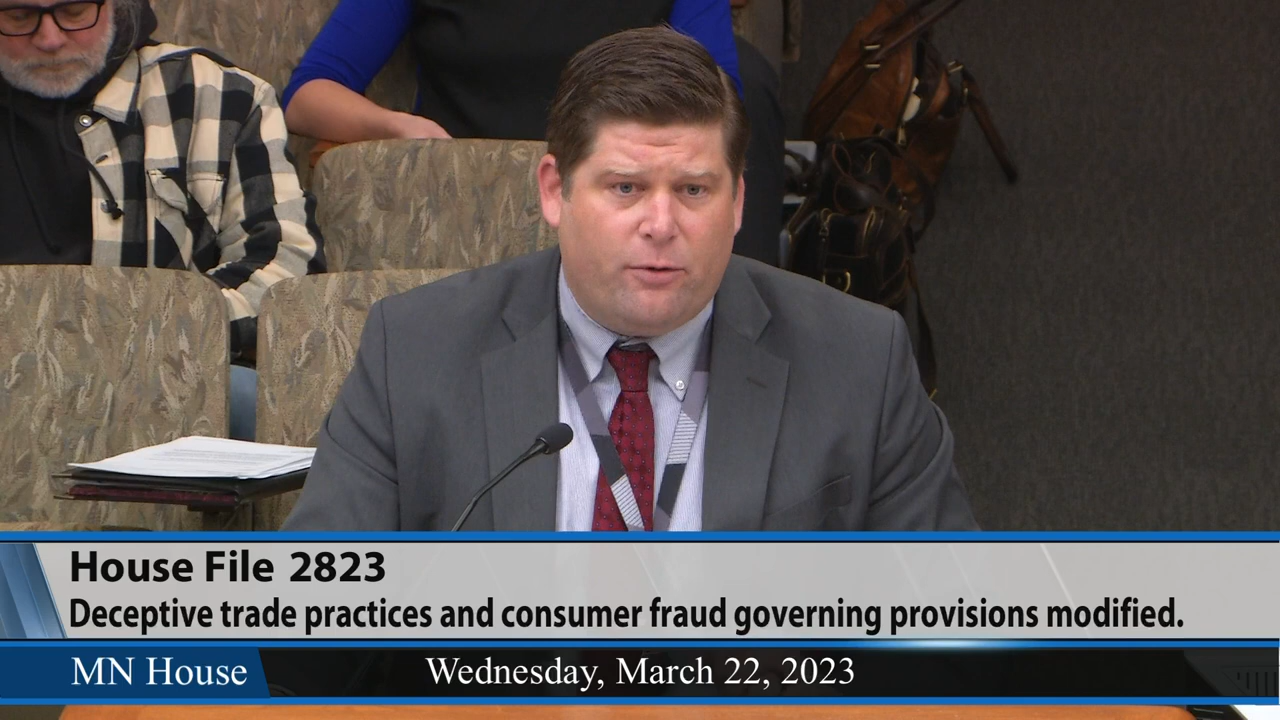 House File 2823
Deceptive trade practices and consumer fraud governing provisions modified.
MN House
Wednesday, March 22, 2023